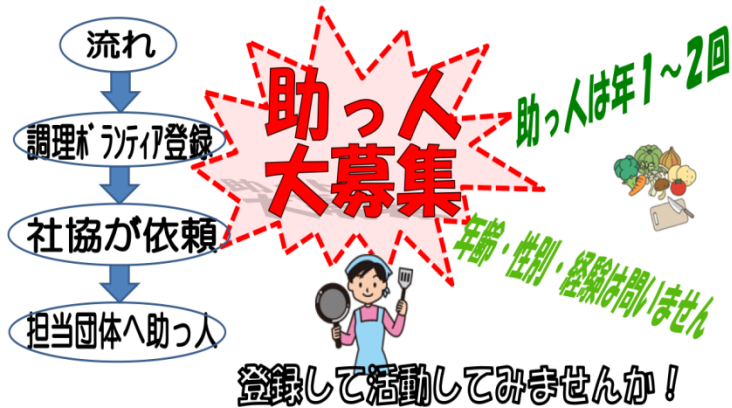 流れ
調理ﾎﾞﾗﾝﾃｨｱ登録
社協が依頼
担当団体へ助っ人
助っ人
大募集
助っ人は年１～２回
年齢・性別・経験は問いません
登録して活動してみませんか！